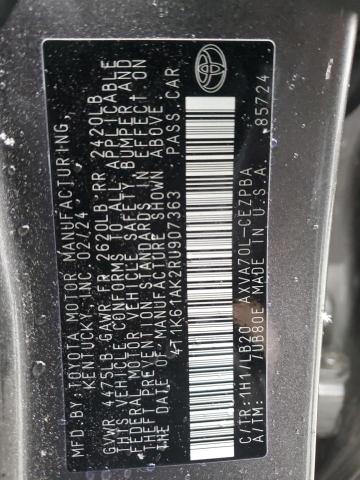 MFD.BY: TOYOTA MOTOR MANUFACTURING,
KENTUCKY, INC. 02/24
GVWR 4475LB GAWR FR 2620LB RR 2420LB
THIS VEHICLE CONFORMS TO ALL APPLICABLE
FEDERAL MOTOR VEHICLE SAFETY, BUMPER AND
THEFT PREVENTION STANDARDS IN EFFECT ON
THE DATE OF MANUFACTURE SHOWN ABOVE.
4T1K61AK2RU907363 PASS.CAR
C/TR:1H1/LB20 AXVA70L-CEZPBA
A/TM: /UB80E MADE IN U.S.A. 85724